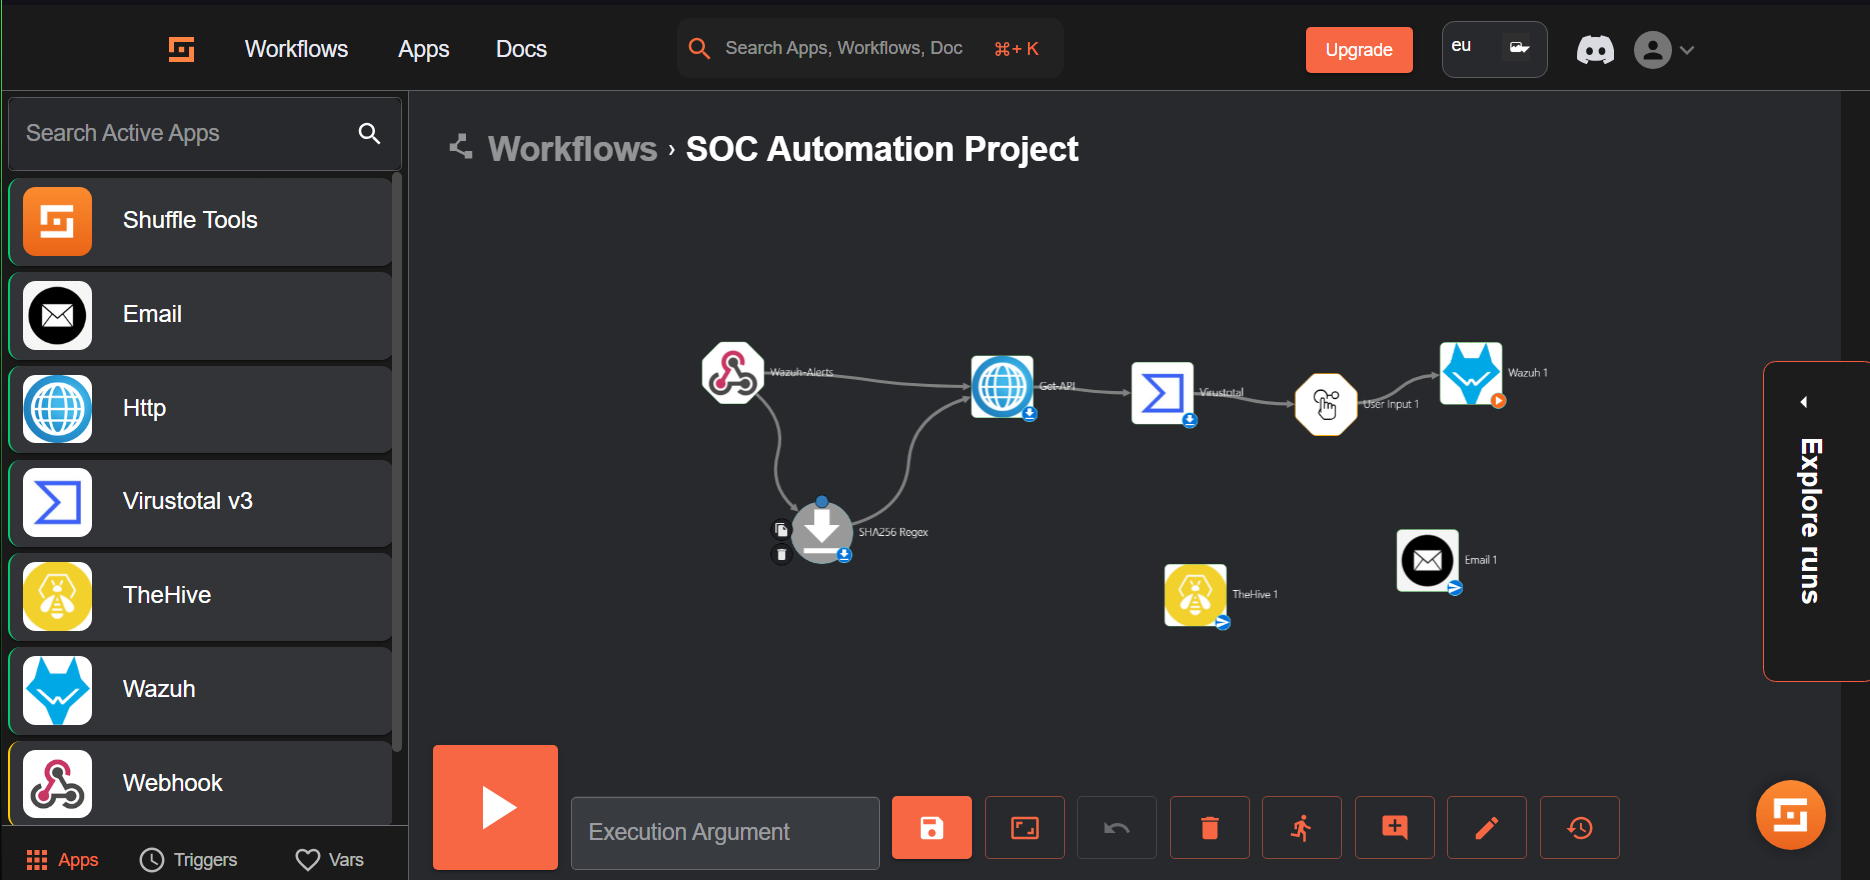 Workflows
Apps
Docs
Search Apps, Workflows, Doc
⌘+ K
Upgrade
eu
Search Active Apps
Shuffle Tools
Email
Http
Virustotal v3
TheHive
Wazuh
Webhook
Apps
Triggers
Vars
Workflows › SOC Automation Project
Wazuh-Alerts
Get-API
Virustotal
User Input 1
Wazuh 1
SHA256 Regex
TheHive 1
Email 1
Explore runs
Execution Argument